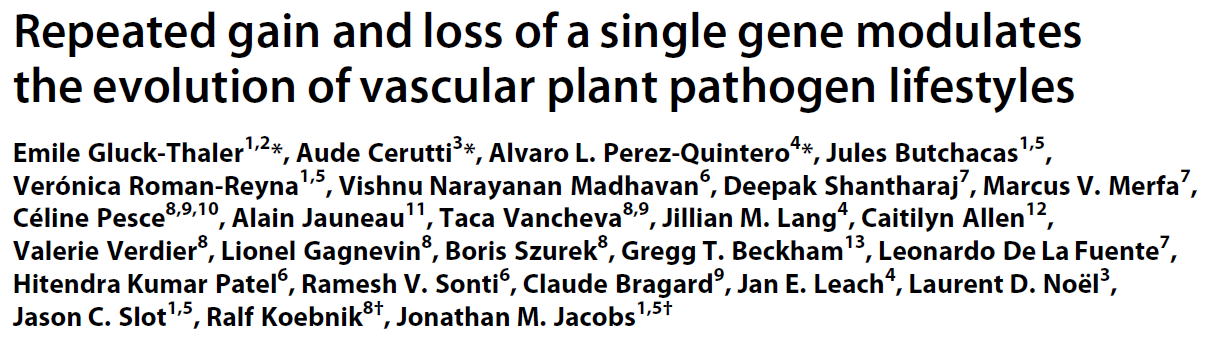 Repeated gain and loss of a single gene modulates
the evolution of vascular plant pathogen lifestyles
Emile Gluck-Thaler1,2*, Aude Cerutti3*, Alvaro L. Perez-Quintero4*, Jules Butchacas1,5,
Verónica Roman-Reyna1,5, Vishnu Narayanan Madhavan6, Deepak Shantharaj7, Marcus V. Merfa7,
Céline Pesce8,9,10, Alain Jauneau11, Taca Vancheva8,9, Jillian M. Lang4, Caitilyn Allen12,
Valerie Verdier8, Lionel Gagnevin8, Boris Szurek8, Gregg T. Beckham13, Leonardo De La Fuente7,
Hitendra Kumar Patel6, Ramesh V. Sonti6, Claude Bragard9, Jan E. Leach4, Laurent D. Noël3,
Jason C. Slot1,5, Ralf Koebnik8†, Jonathan M. Jacobs1,5†